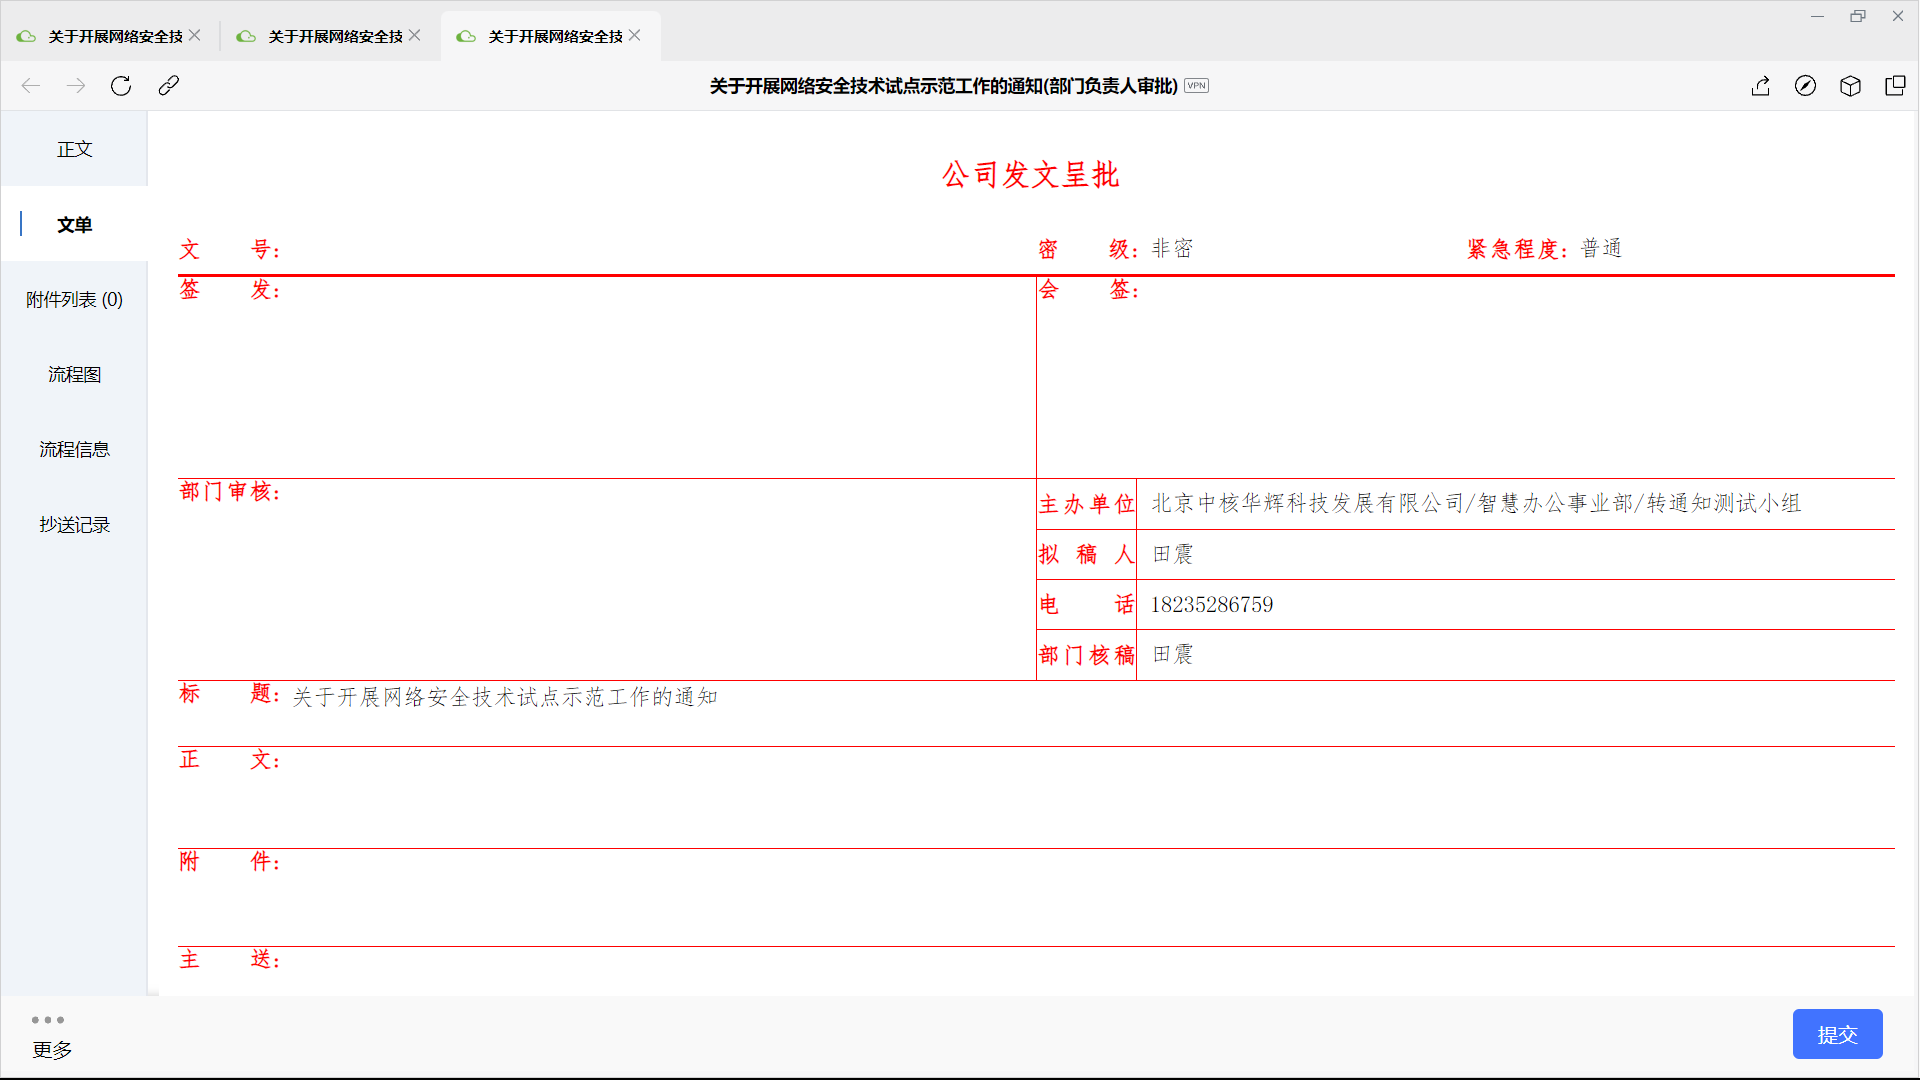 关于开展网络安全技
关于开展网络安全技
关于开展网络安全技
关于开展网络安全技术试点示范工作的通知(部门负责人审批) VPN
正文
文单
附件列表 (0)
流程图
流程信息
抄送记录
公司发文呈批
文 号：
密 级：非密
紧急程度：普通
签 发：
会 签：
部门审核：
主办单位 北京中核华辉科技发展有限公司/智慧办公事业部/转通知测试小组
拟稿人 田震
电 话 18235286759
部门核稿 田震
标 题：关于开展网络安全技术试点示范工作的通知
正 文：
附 件：
主 送：
更多
提交